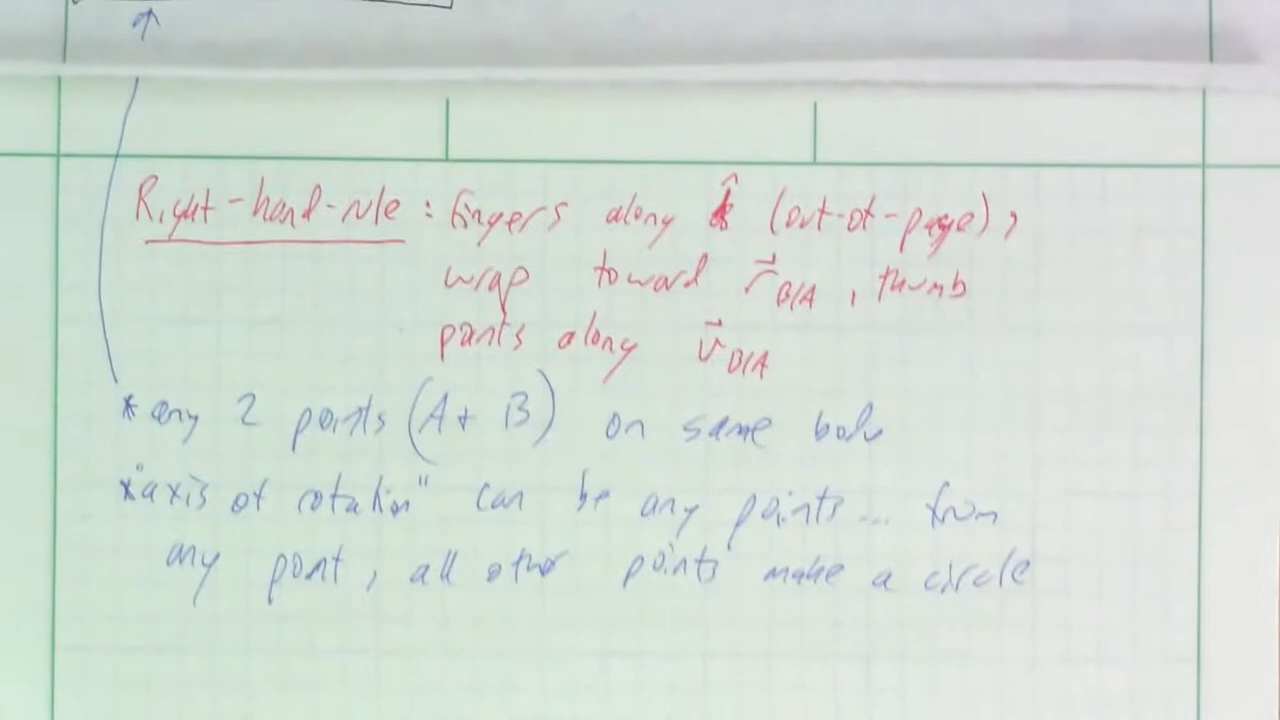 Right-hand-rule: fingers along k̂ (out-of-page),
wrap toward r⃗B/A, thumb
points along v⃗B/A
* any 2 points (A + B) on same body
* "axis of rotation" can be any points... from
any point, all other points make a circle